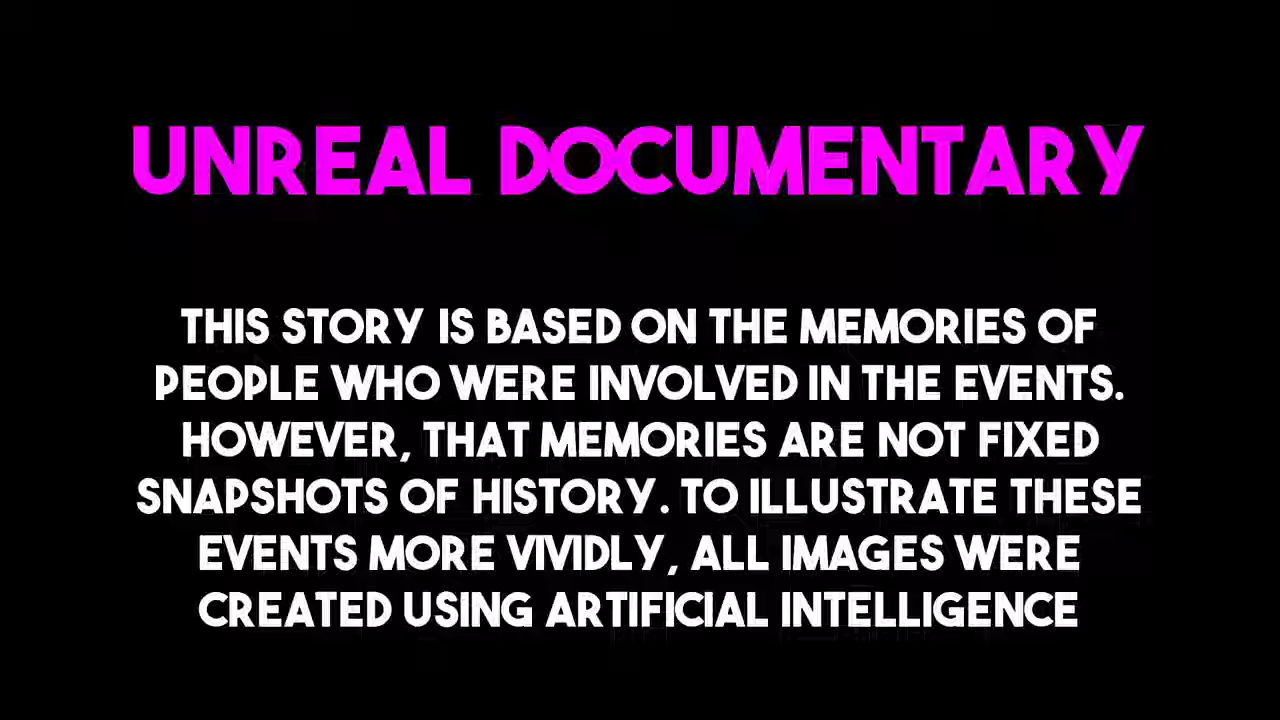 UNREAL DOCUMENTARY
THIS STORY IS BASED ON THE MEMORIES OF
PEOPLE WHO WERE INVOLVED IN THE EVENTS.
HOWEVER, THAT MEMORIES ARE NOT FIXED
SNAPSHOTS OF HISTORY. TO ILLUSTRATE THESE
EVENTS MORE VIVIDLY, ALL IMAGES WERE
CREATED USING ARTIFICIAL INTELLIGENCE